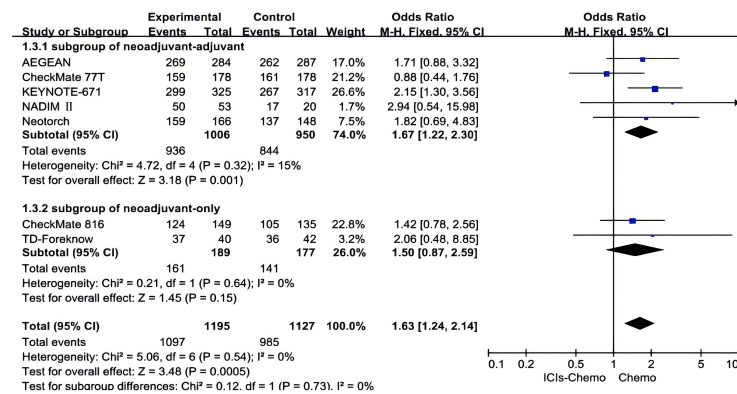 Experimental Control Odds Ratio Odds Ratio
Study or Subgroup Events Total Events Total Weight M-H, Fixed, 95% CI M-H, Fixed, 95% CI
1.3.1 subgroup of neoadjuvant-adjuvant
AEGEAN 269 284 262 287 17.0% 1.71 [0.88, 3.32]
CheckMate 77T 159 178 161 178 21.2% 0.88 [0.44, 1.76]
KEYNOTE-671 299 325 267 317 26.6% 2.15 [1.30, 3.56]
NADIM II 50 53 17 20 1.7% 2.94 [0.54, 15.98]
Neotorch 159 166 137 148 7.5% 1.82 [0.69, 4.83]
Subtotal (95% CI) 1006 950 74.0% 1.67 [1.22, 2.30]
Total events 936 844
Heterogeneity: Chi² = 4.72, df = 4 (P = 0.32); I² = 15%
Test for overall effect: Z = 3.18 (P = 0.001)
1.3.2 subgroup of neoadjuvant-only
CheckMate 816 124 149 105 135 22.8% 1.42 [0.78, 2.56]
TD-Foreknow 37 40 36 42 3.2% 2.06 [0.48, 8.85]
Subtotal (95% CI) 189 177 26.0% 1.50 [0.87, 2.59]
Total events 161 141
Heterogeneity: Chi² = 0.21, df = 1 (P = 0.64); I² = 0%
Test for overall effect: Z = 1.45 (P = 0.15)
Total (95% CI) 1195 1127 100.0% 1.63 [1.24, 2.14]
Total events 1097 985
Heterogeneity: Chi² = 5.06, df = 6 (P = 0.54); I² = 0%
Test for overall effect: Z = 3.48 (P = 0.0005)
Test for subgroup differences: Chi² = 0.12, df = 1 (P = 0.73), I² = 0%
0.1 0.2 0.5 1 2 5 10
ICIs-Chemo Chemo